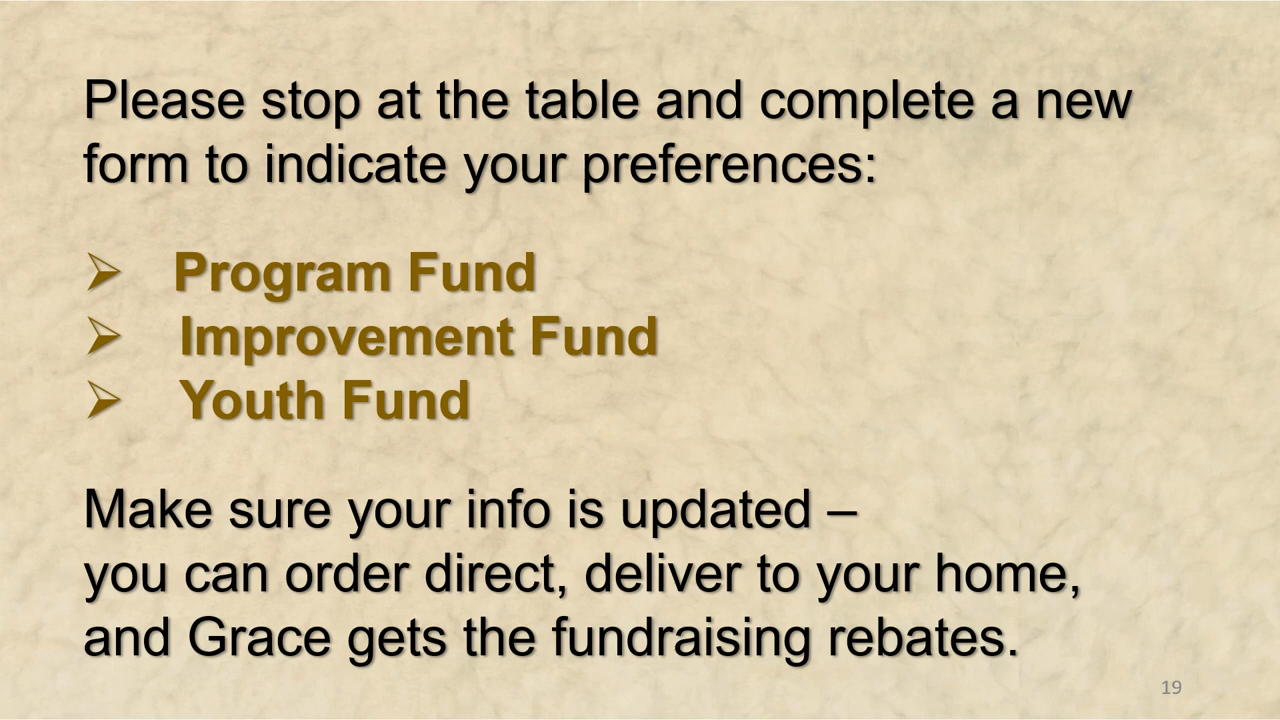 Please stop at the table and complete a new
form to indicate your preferences:
➢ Program Fund
➢ Improvement Fund
➢ Youth Fund
Make sure your info is updated –
you can order direct, deliver to your home,
and Grace gets the fundraising rebates.
19